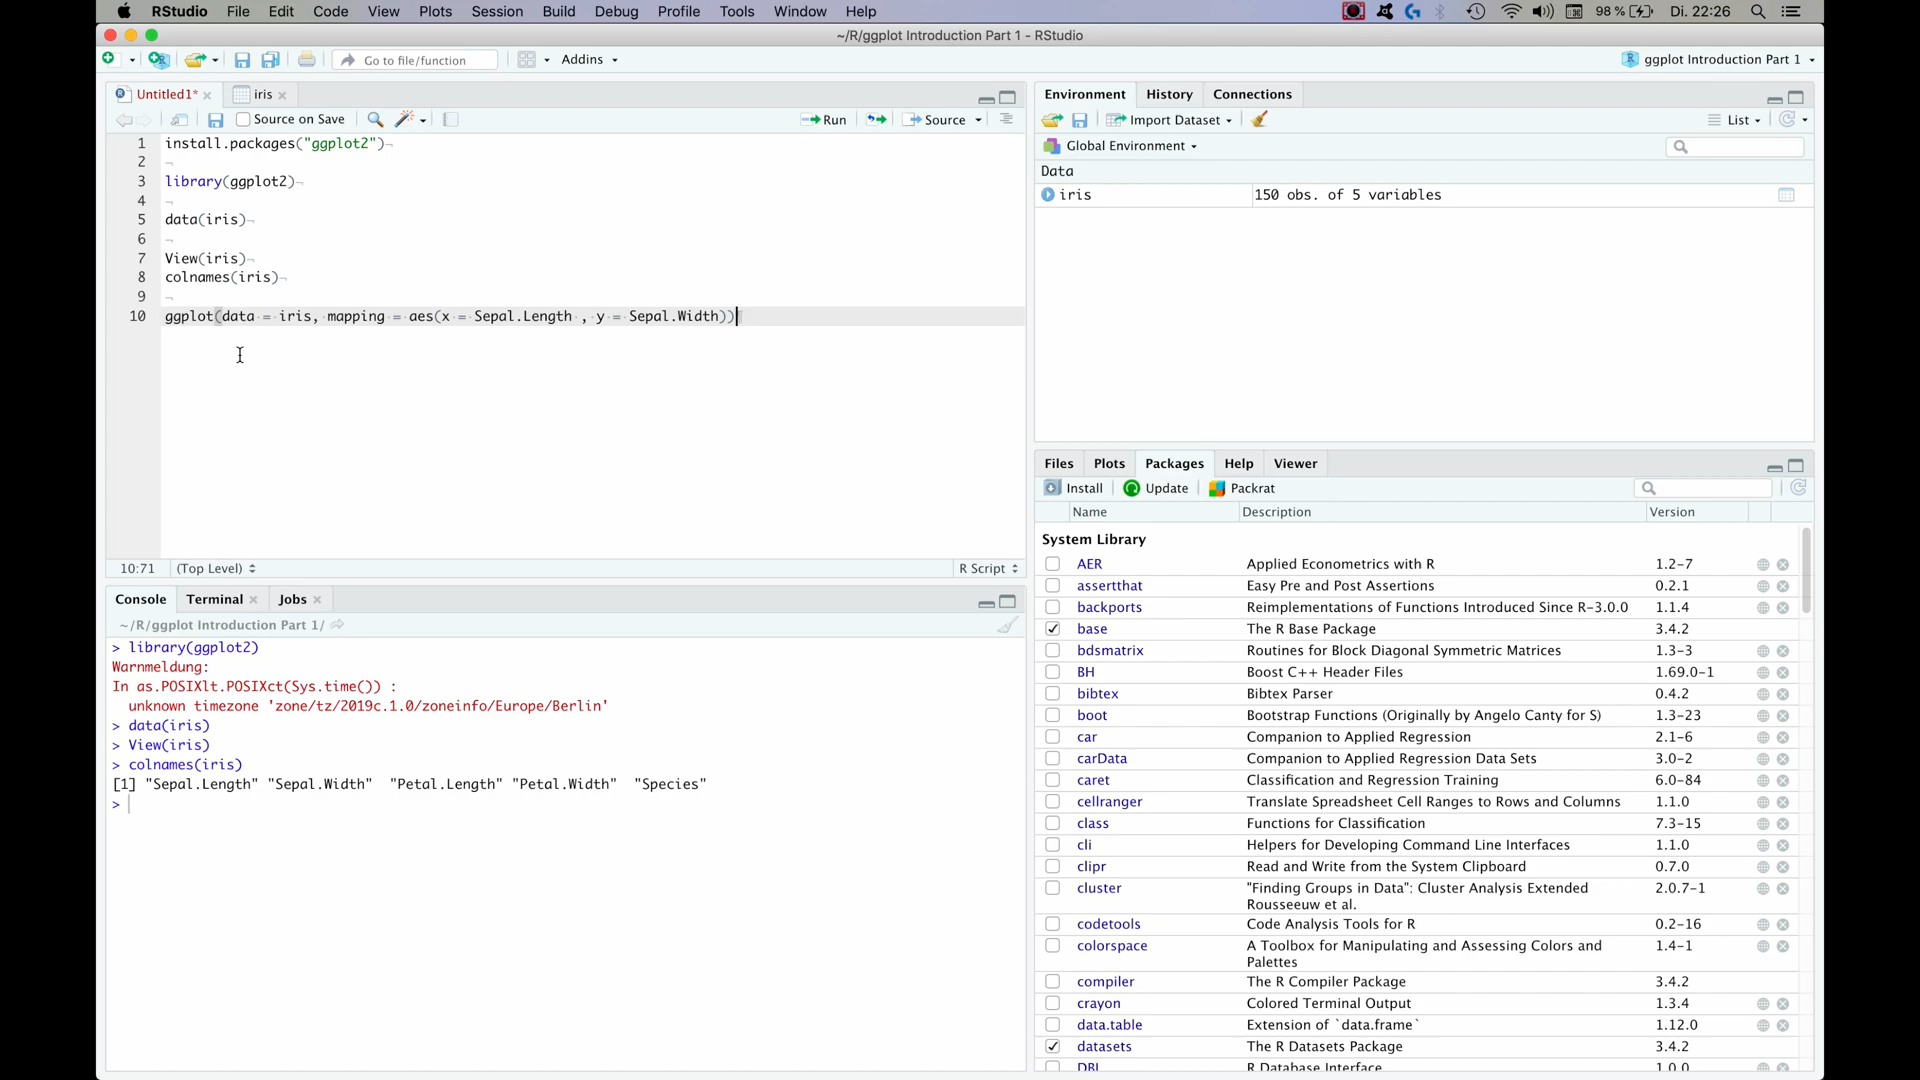 RStudio File Edit Code View Plots Session Build Debug Profile Tools Window Help 98 % Di. 22:26
~/R/ggplot Introduction Part 1 - RStudio
Go to file/function Addins ggplot Introduction Part 1
Untitled1* iris
Source on Save Run Source
1 install.packages("ggplot2")¬
2 ¬
3 library(ggplot2)¬
4 ¬
5 data(iris)¬
6 ¬
7 View(iris)¬
8 colnames(iris)¬
9 ¬
10 ggplot(data = iris, mapping = aes(x = Sepal.Length , y = Sepal.Width))
10:71 (Top Level) R Script
Console Terminal Jobs
~/R/ggplot Introduction Part 1/
> library(ggplot2)
Warnmeldung:
In as.POSIXlt.POSIXct(Sys.time()) :
unknown timezone 'zone/tz/2019c.1.0/zoneinfo/Europe/Berlin'
> data(iris)
> View(iris)
> colnames(iris)
[1] "Sepal.Length" "Sepal.Width" "Petal.Length" "Petal.Width" "Species"
>
Environment History Connections
Import Dataset List
Global Environment
Data
iris 150 obs. of 5 variables
Files Plots Packages Help Viewer
Install Update Packrat
Name Description Version
System Library
AER Applied Econometrics with R 1.2-7
assertthat Easy Pre and Post Assertions 0.2.1
backports Reimplementations of Functions Introduced Since R-3.0.0 1.1.4
base The R Base Package 3.4.2
bdsmatrix Routines for Block Diagonal Symmetric Matrices 1.3-3
BH Boost C++ Header Files 1.69.0-1
bibtex Bibtex Parser 0.4.2
boot Bootstrap Functions (Originally by Angelo Canty for S) 1.3-23
car Companion to Applied Regression 2.1-6
carData Companion to Applied Regression Data Sets 3.0-2
caret Classification and Regression Training 6.0-84
cellranger Translate Spreadsheet Cell Ranges to Rows and Columns 1.1.0
class Functions for Classification 7.3-15
cli Helpers for Developing Command Line Interfaces 1.1.0
clipr Read and Write from the System Clipboard 0.7.0
cluster "Finding Groups in Data": Cluster Analysis Extended 2.0.7-1
Rousseeuw et al.
codetools Code Analysis Tools for R 0.2-16
colorspace A Toolbox for Manipulating and Assessing Colors and 1.4-1
Palettes
compiler The R Compiler Package 3.4.2
crayon Colored Terminal Output 1.3.4
data.table Extension of `data.frame` 1.12.0
datasets The R Datasets Package 3.4.2
DBI R Database Interface 1.0.0